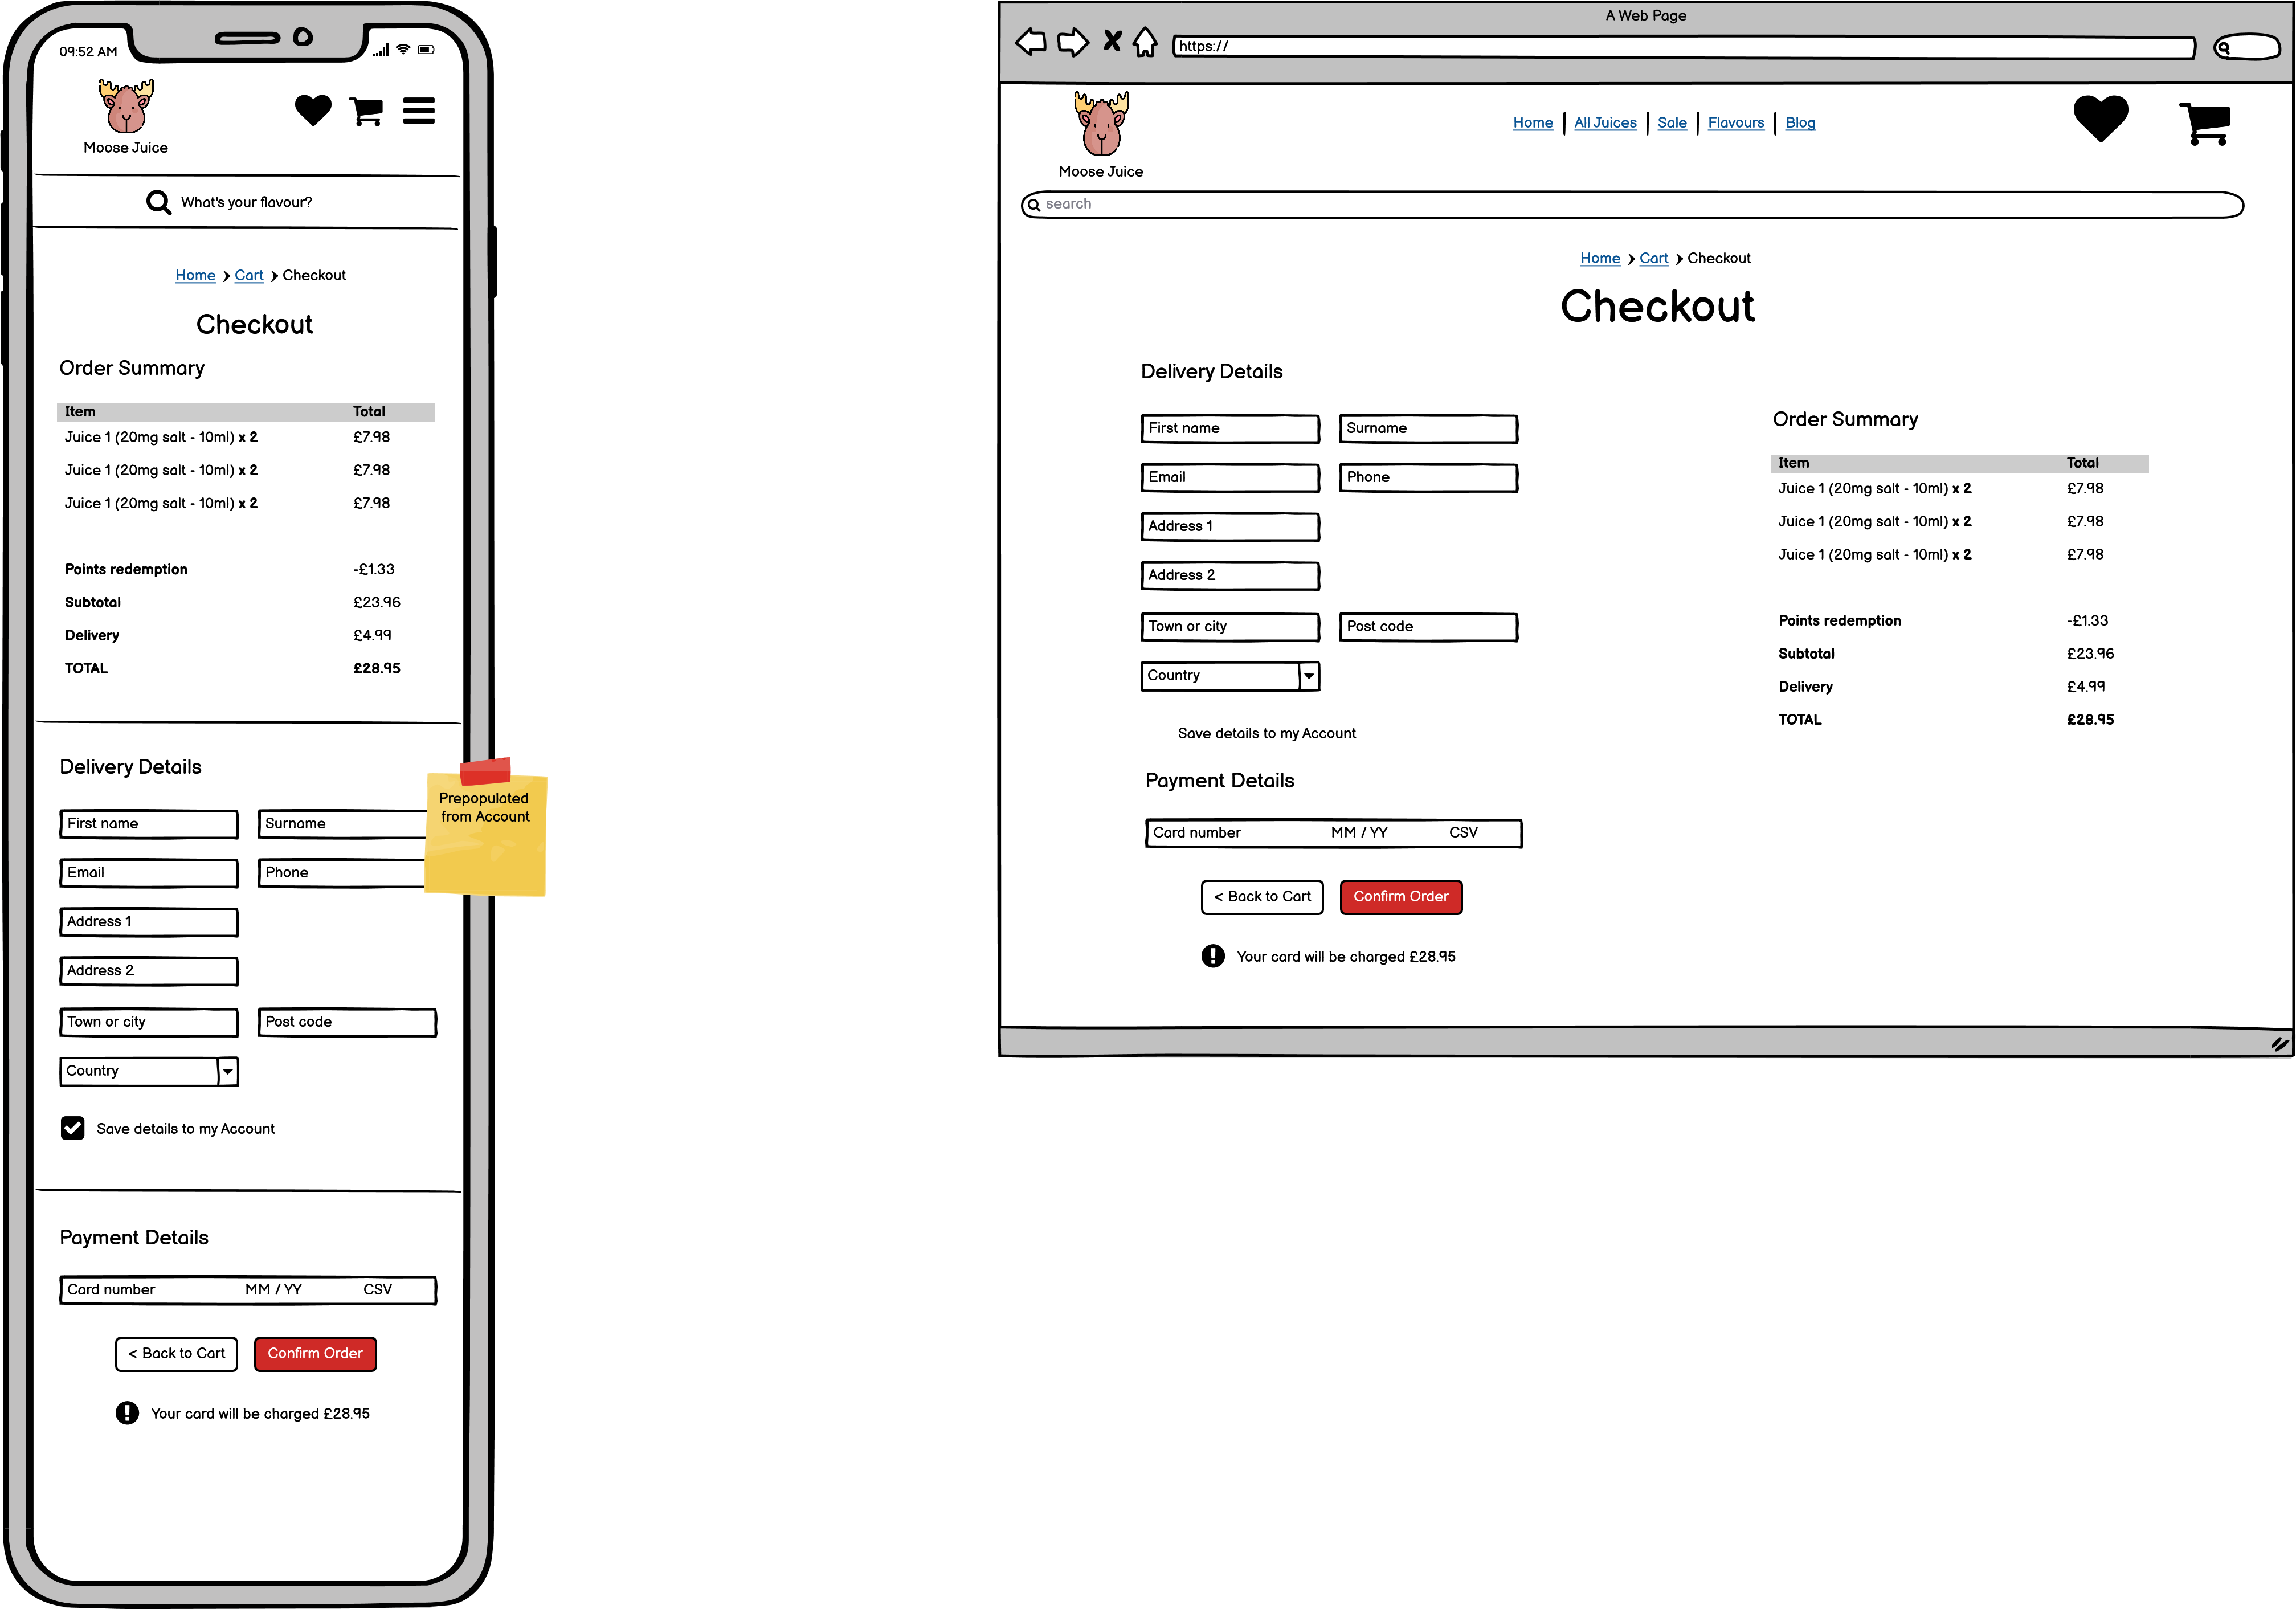 09:52 AM
Moose Juice
What's your flavour?
Home > Cart > Checkout
Checkout
Order Summary
Item Total
Juice 1 (20mg salt - 10ml) x 2 £7.98
Juice 1 (20mg salt - 10ml) x 2 £7.98
Juice 1 (20mg salt - 10ml) x 2 £7.98
Points redemption -£1.33
Subtotal £23.96
Delivery £4.99
TOTAL £28.95
Delivery Details
First name Surname
Email Phone
Address 1
Address 2
Town or city Post code
Country
Save details to my Account
Prepopulated
from Account
Payment Details
Card number MM / YY CSV
< Back to Cart Confirm Order
Your card will be charged £28.95
A Web Page
https://
Moose Juice
Home | All Juices | Sale | Flavours | Blog
search
Home > Cart > Checkout
Checkout
Delivery Details
First name Surname
Email Phone
Address 1
Address 2
Town or city Post code
Country
Save details to my Account
Payment Details
Card number MM / YY CSV
< Back to Cart Confirm Order
Your card will be charged £28.95
Order Summary
Item Total
Juice 1 (20mg salt - 10ml) x 2 £7.98
Juice 1 (20mg salt - 10ml) x 2 £7.98
Juice 1 (20mg salt - 10ml) x 2 £7.98
Points redemption -£1.33
Subtotal £23.96
Delivery £4.99
TOTAL £28.95